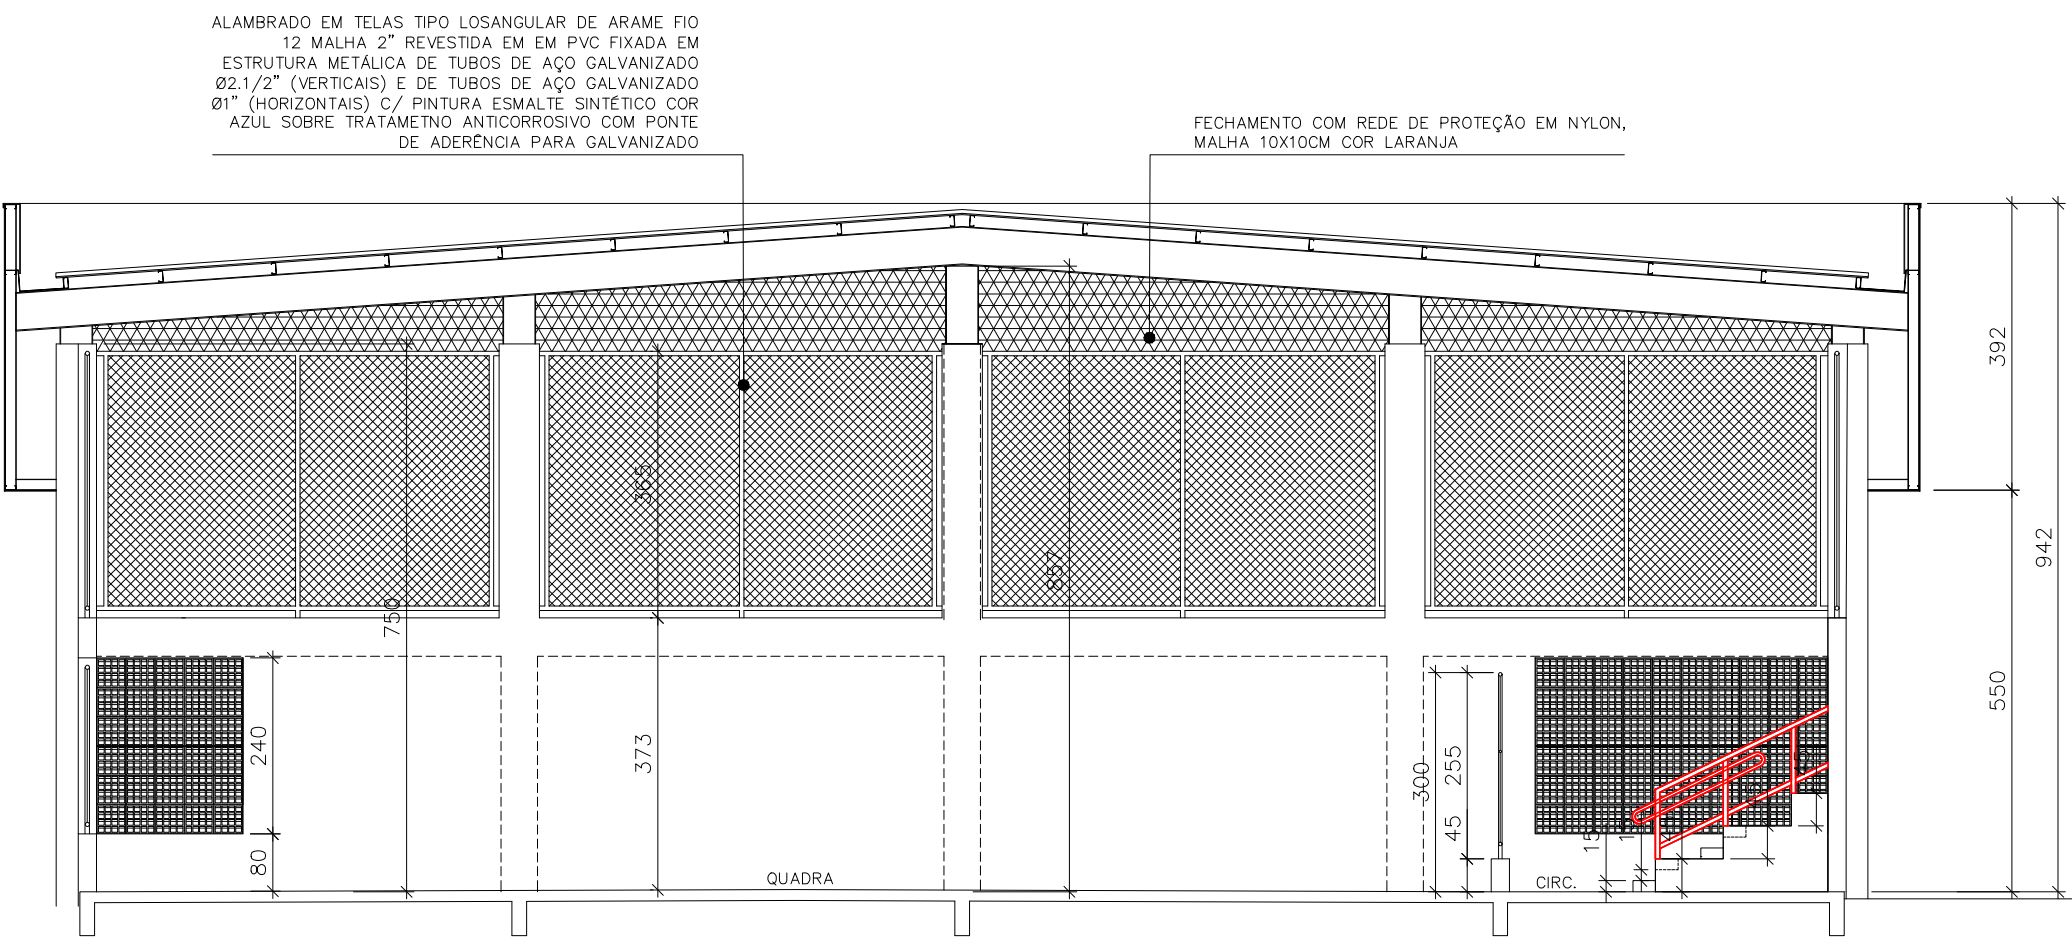 ALAMBRADO EM TELAS TIPO LOSANGULAR DE ARAME FIO
12 MALHA 2" REVESTIDA EM EM PVC FIXADA EM
ESTRUTURA METÁLICA DE TUBOS DE AÇO GALVANIZADO
Ø2.1/2" (VERTICAIS) E DE TUBOS DE AÇO GALVANIZADO
Ø1" (HORIZONTAIS) C/ PINTURA ESMALTE SINTÉTICO COR
AZUL SOBRE TRATAMETNO ANTICORROSIVO COM PONTE
DE ADERÊNCIA PARA GALVANIZADO
FECHAMENTO COM REDE DE PROTEÇÃO EM NYLON,
MALHA 10X10CM COR LARANJA
392
942
550
365
857
750
373
240
80
300
255
45
15
QUADRA
CIRC.